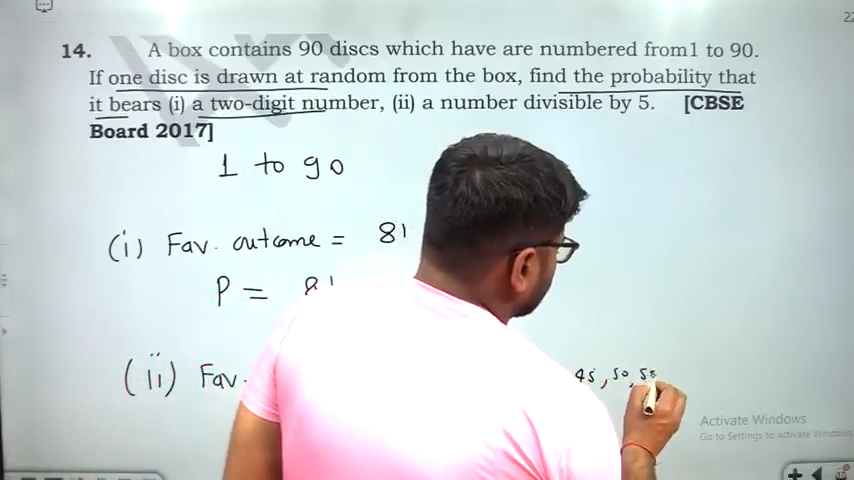 22
14. A box contains 90 discs which have are numbered from1 to 90.
If one disc is drawn at random from the box, find the probability that
it bears (i) a two-digit number, (ii) a number divisible by 5. [CBSE
Board 2017]
1 to 90
(i) Fav. outcome = 81
P = 81
(ii) Fav. 45, 50, 55
Activate Windows
Go to Settings to activate Windows.